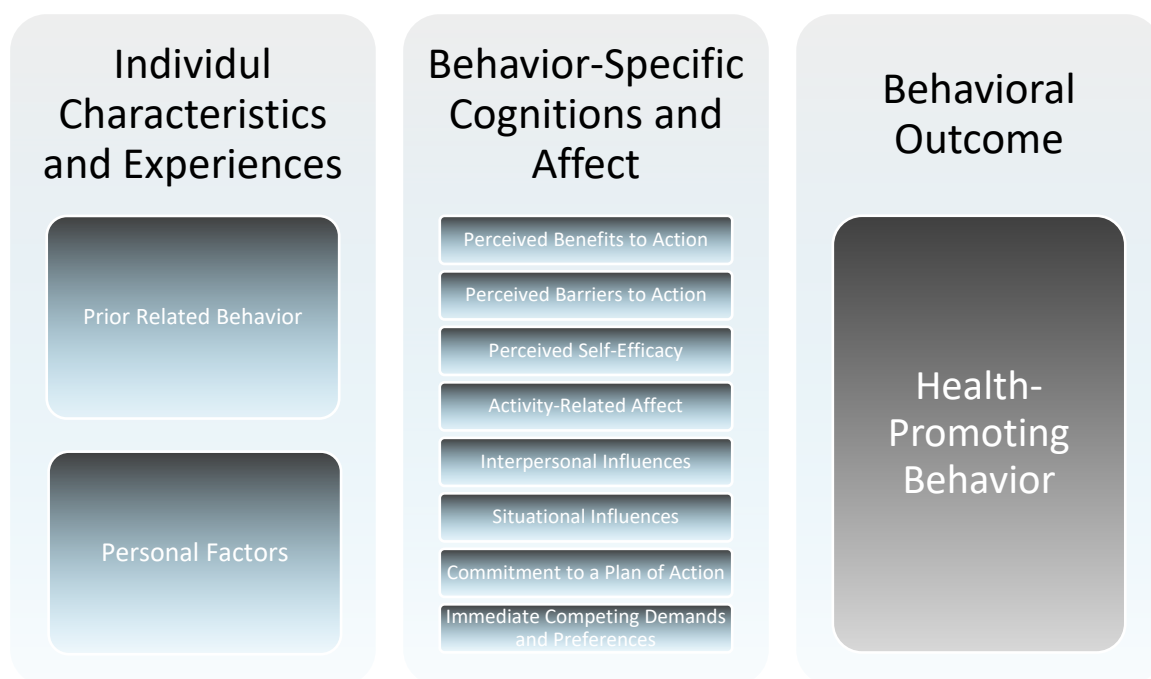 Individul
Characteristics
and Experiences
Prior Related Behavior
Personal Factors
Behavior-Specific
Cognitions and
Affect
Perceived Benefits to Action
Perceived Barriers to Action
Perceived Self-Efficacy
Activity-Related Affect
Interpersonal Influences
Situational Influences
Commitment to a Plan of Action
Immediate Competing Demands
and Preferences
Behavioral
Outcome
Health-
Promoting
Behavior